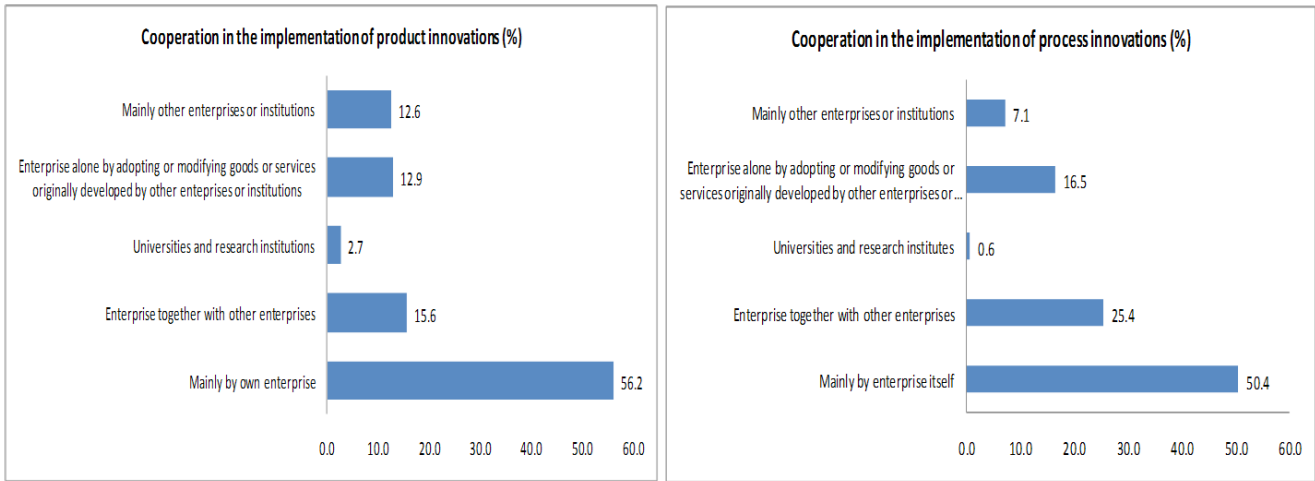 Cooperation in the implementation of product innovations (%)
Mainly other enterprises or institutions
12.6
Enterprise alone by adopting or modifying goods or services
originally developed by other enteprises or institutions
12.9
Universities and research institutions
2.7
Enterprise together with other enterprises
15.6
Mainly by own enterprise
56.2
0.0 10.0 20.0 30.0 40.0 50.0 60.0
Cooperation in the implementation of process innovations (%)
Mainly other enterprises or institutions
7.1
Enterprise alone by adopting or modifying goods or
services originally developed by other enterprises or...
16.5
Universities and research institutes
0.6
Enterprise together with other enterprises
25.4
Mainly by enterprise itself
50.4
0.0 10.0 20.0 30.0 40.0 50.0 60.0